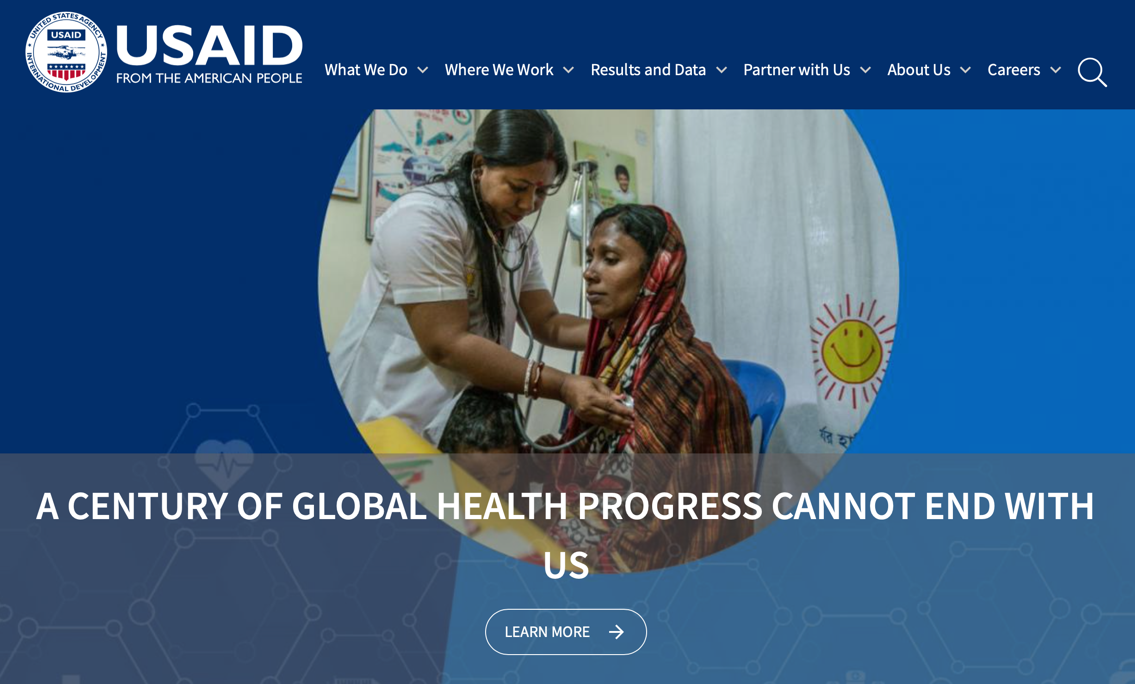 UNITED STATES AGENCY
USAID
INTERNATIONAL DEVELOPMENT
USAID
FROM THE AMERICAN PEOPLE
What We Do
Where We Work
Results and Data
Partner with Us
About Us
Careers
A CENTURY OF GLOBAL HEALTH PROGRESS CANNOT END WITH
US
LEARN MORE